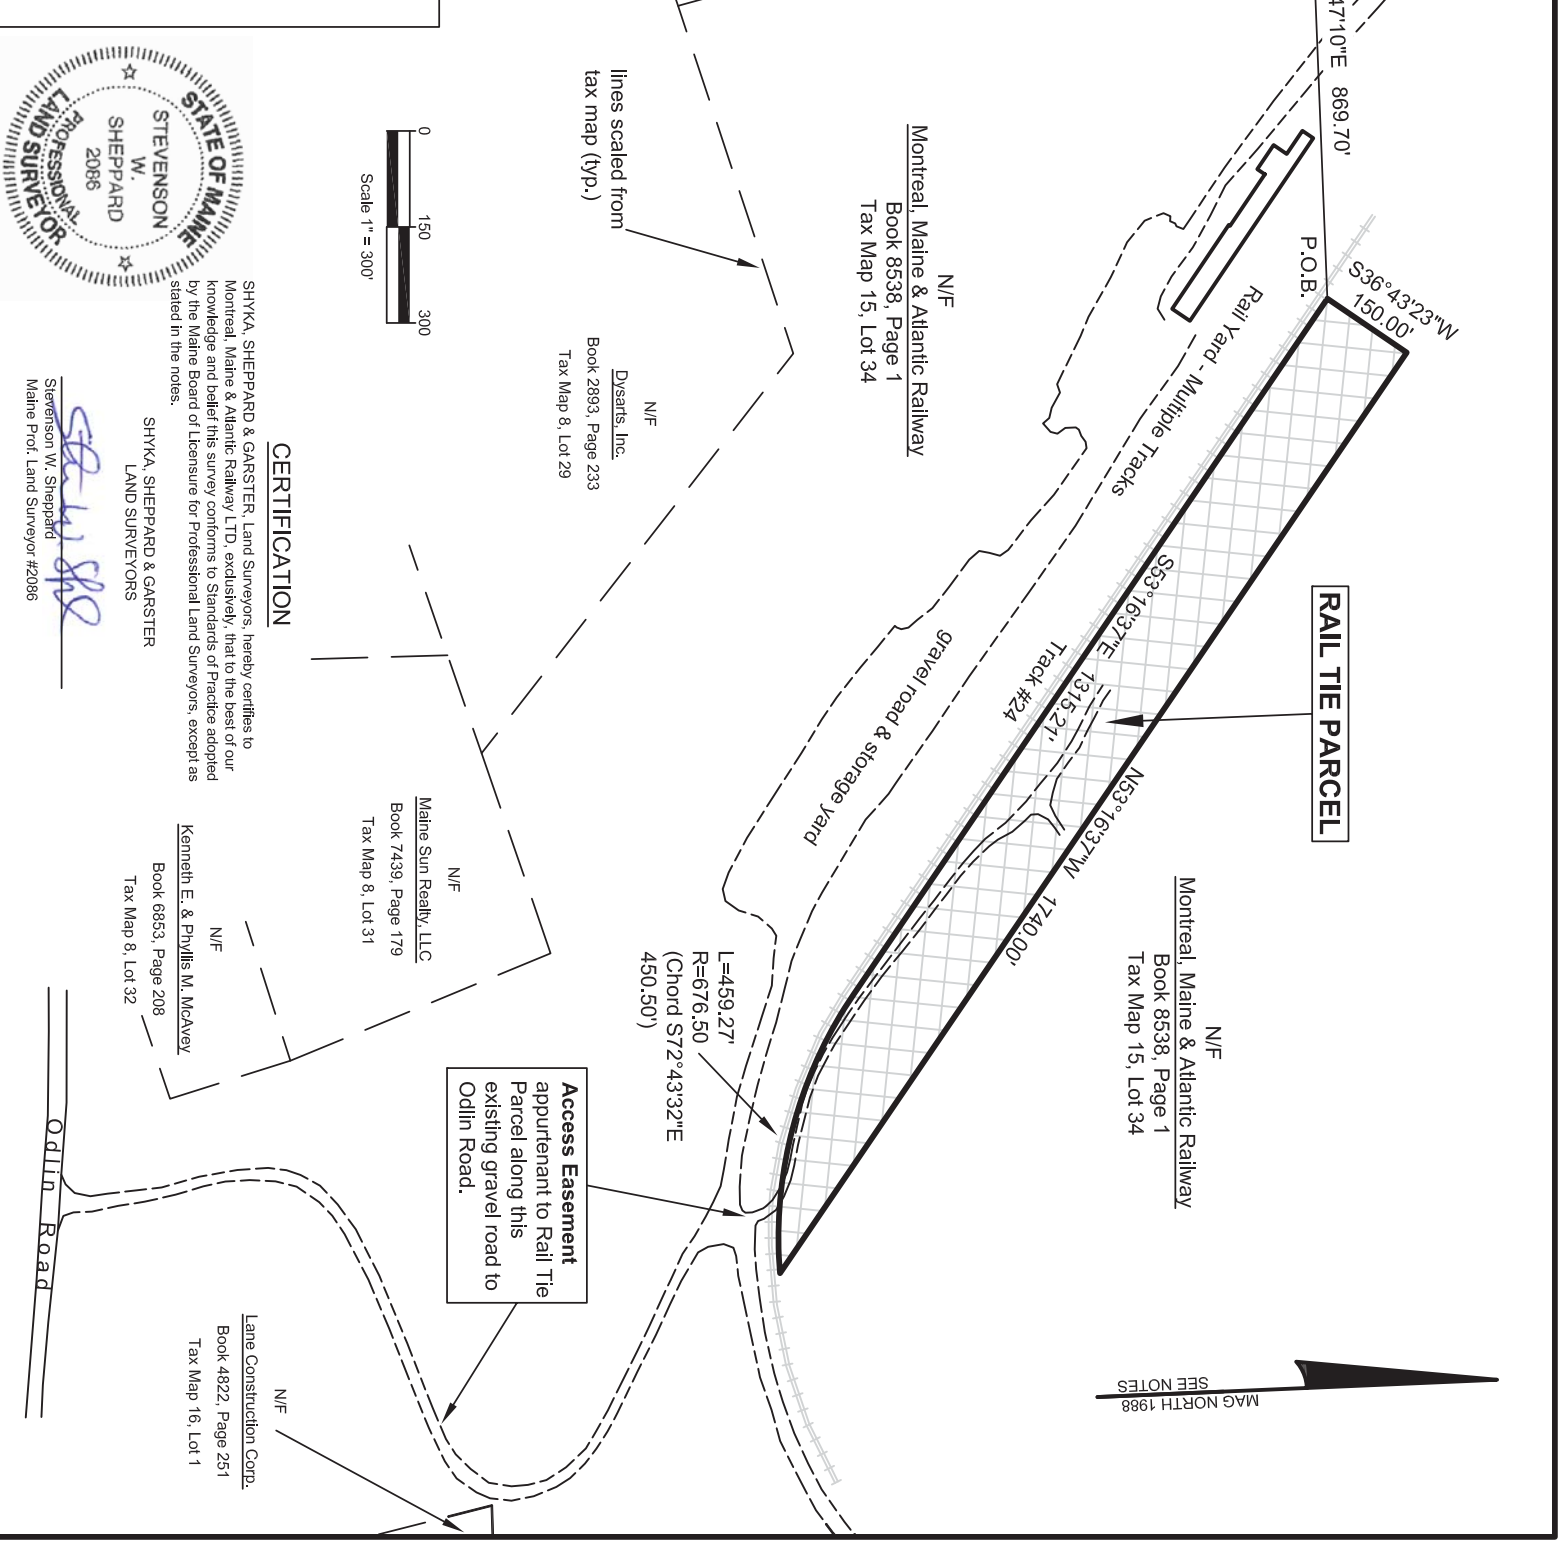 47'10"E 869.70'
P.O.B.
S36°43'23"W
150.00'
RAIL TIE PARCEL
N/F
Montreal, Maine & Atlantic Railway
Book 8538, Page 1
Tax Map 15, Lot 34
Rail Yard - Multiple Tracks
S53°16'37"E 1315.21'
Track #24
N53°16'37"W 1740.00'
gravel road & storage yard
N/F
Montreal, Maine & Atlantic Railway
Book 8538, Page 1
Tax Map 15, Lot 34
MAG NORTH 1988
SEE NOTES
L=459.27'
R=676.50
(Chord S72°43'32"E
450.50')
Access Easement
appurtenant to Rail Tie
Parcel along this
existing gravel road to
Odlin Road.
lines scaled from
tax map (typ.)
N/F
Dysarts, Inc.
Book 2893, Page 233
Tax Map 8, Lot 29
N/F
Maine Sun Realty, LLC
Book 7439, Page 179
Tax Map 8, Lot 31
N/F
Kenneth E. & Phyllis M. McAvey
Book 6853, Page 208
Tax Map 8, Lot 32
N/F
Lane Construction Corp.
Book 4822, Page 251
Tax Map 16, Lot 1
Odlin Road
0 150 300
Scale 1" = 300'
CERTIFICATION
SHYKA, SHEPPARD & GARSTER, Land Surveyors, hereby certifies to
Montreal, Maine & Atlantic Railway LTD, exclusively, that to the best of our
knowledge and belief this survey conforms to Standards of Practice adopted
by the Maine Board of Licensure for Professional Land Surveyors, except as
stated in the notes.
SHYKA, SHEPPARD & GARSTER
LAND SURVEYORS
Stevenson W. Sheppard
Maine Prof. Land Surveyor #2086
STATE OF MAINE
STEVENSON
W.
SHEPPARD
2086
PROFESSIONAL
LAND SURVEYOR